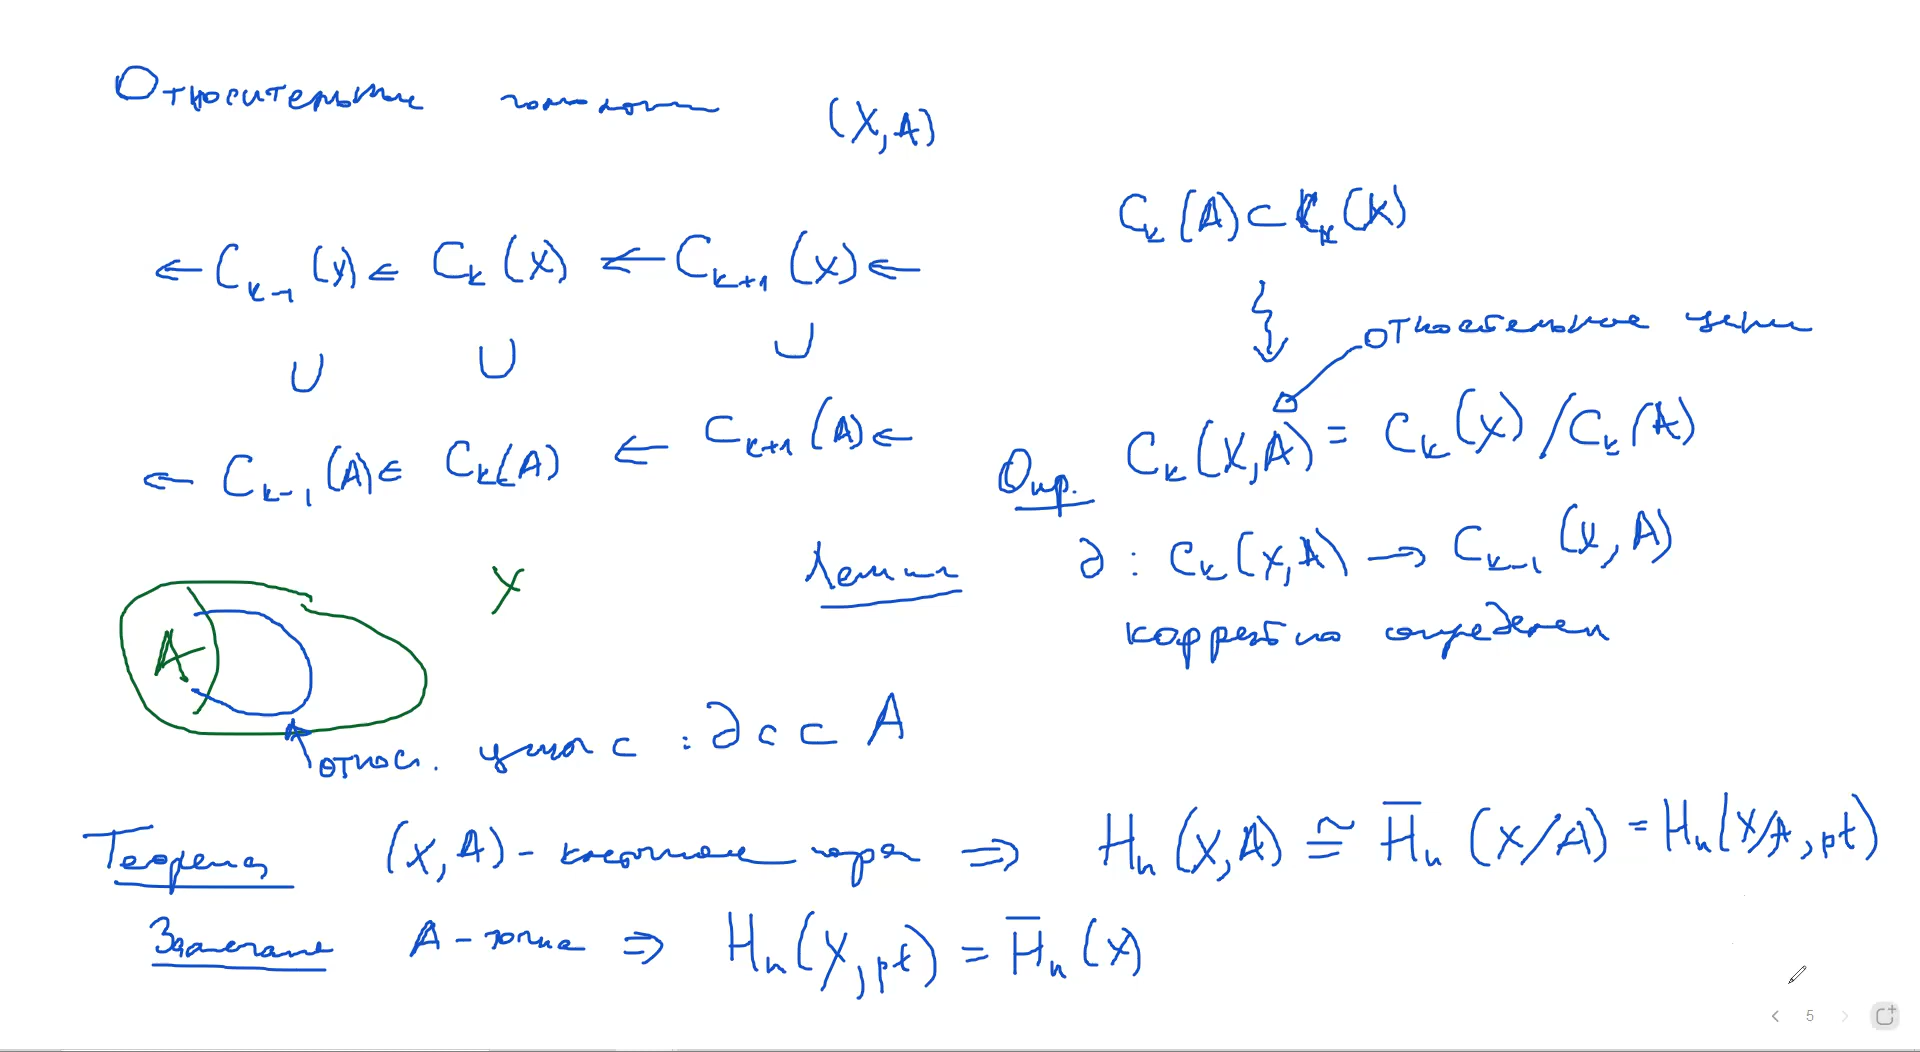 Относительные гомологии (X, A)
C_k(A) ⊂ C_k(X)
← C_{k-1}(X) ← C_k(X) ← C_{k+1}(X) ←
относительные цепи
∪ ∪ ∪
← C_{k-1}(A) ← C_k(A) ← C_{k+1}(A) ←
Опр. C_k(X,A) = C_k(X) / C_k(A)
Лемма ∂ : C_k(X,A) → C_{k-1}(X,A)
корректно определен
X
A
относ. цикл c : ∂c ⊂ A
Теорема (X,A) - клеточная пара ⇒ H_n(X,A) ≅ H̄_n(X/A) = H_n(X/A, pt)
Замечание A - точка ⇒ H_n(X,pt) = H̄_n(X)
5